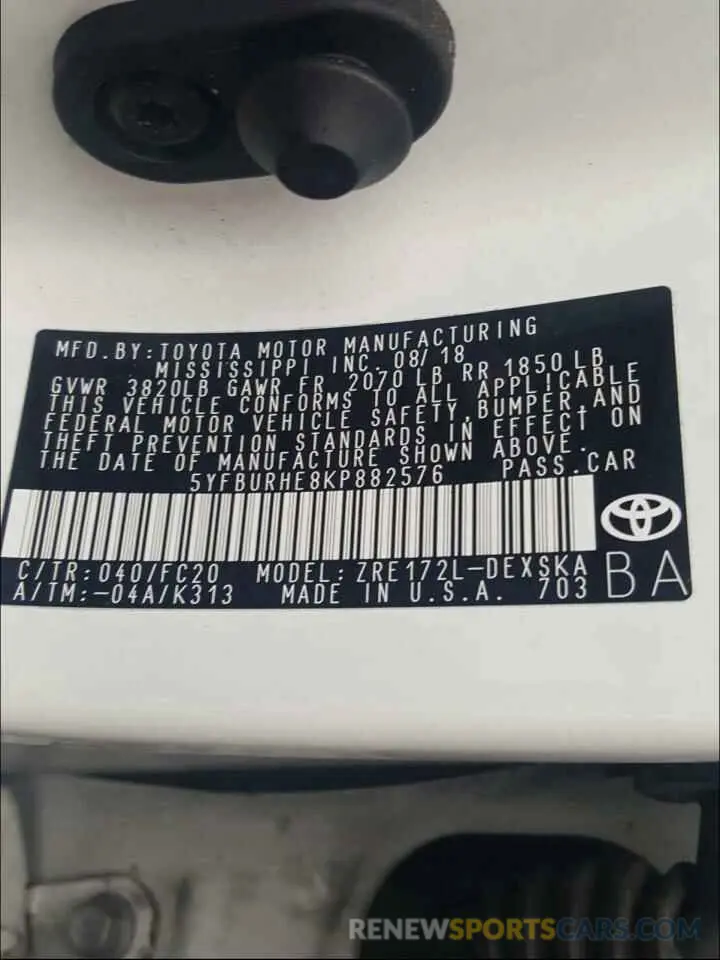 MFD.BY:TOYOTA MOTOR MANUFACTURING
MISSISSIPPI INC. 08/18
GVWR 3820LB GAWR FR 2070 LB RR 1850 LB
THIS VEHICLE CONFORMS TO ALL APPLICABLE
FEDERAL MOTOR VEHICLE SAFETY, BUMPER AND
THEFT PREVENTION STANDARDS IN EFFECT ON
THE DATE OF MANUFACTURE SHOWN ABOVE.
5YFBURHE8KP882576 PASS.CAR
C/TR:040/FC20 MODEL:ZRE172L-DEXSKA
A/TM:-04A/K313 MADE IN U.S.A. 703
BA
RENEWSPORTSCARS.COM